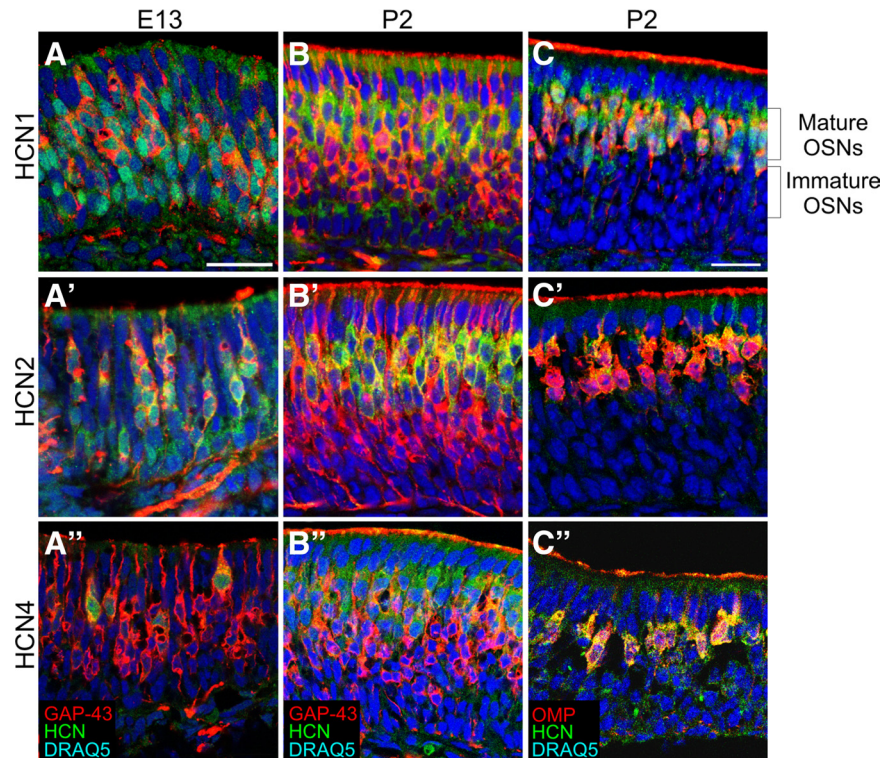 E13 P2 P2
A B C
HCN1
Mature
OSNs
Immature
OSNs
A' B' C'
HCN2
A" B" C"
HCN4
GAP-43 GAP-43 OMP
HCN HCN HCN
DRAQ5 DRAQ5 DRAQ5